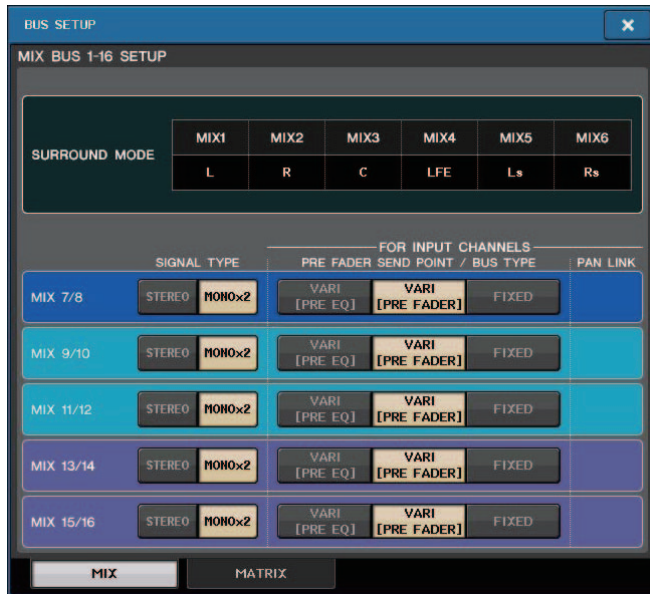 BUS SETUP
×
MIX BUS 1-16 SETUP
SURROUND MODE
MIX1 MIX2 MIX3 MIX4 MIX5 MIX6
L R C LFE Ls Rs
FOR INPUT CHANNELS
SIGNAL TYPE PRE FADER SEND POINT / BUS TYPE PAN LINK
MIX 7/8 STEREO MONOx2 VARI [PRE EQ] VARI [PRE FADER] FIXED
MIX 9/10 STEREO MONOx2 VARI [PRE EQ] VARI [PRE FADER] FIXED
MIX 11/12 STEREO MONOx2 VARI [PRE EQ] VARI [PRE FADER] FIXED
MIX 13/14 STEREO MONOx2 VARI [PRE EQ] VARI [PRE FADER] FIXED
MIX 15/16 STEREO MONOx2 VARI [PRE EQ] VARI [PRE FADER] FIXED
MIX MATRIX